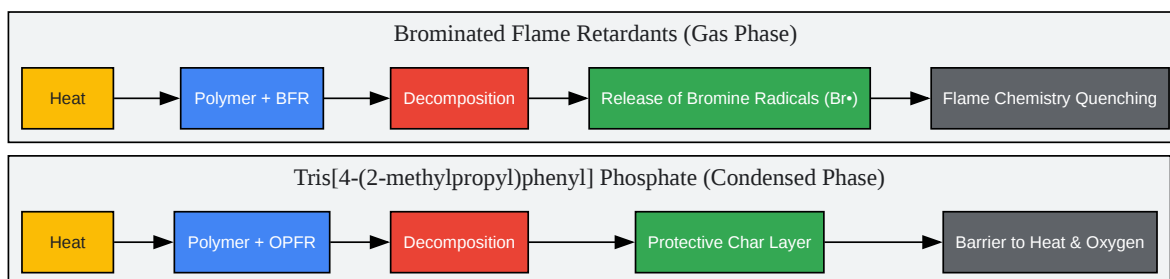 Brominated Flame Retardants (Gas Phase)
Heat
Polymer + BFR
Decomposition
Release of Bromine Radicals (Br•)
Flame Chemistry Quenching
Tris[4-(2-methylpropyl)phenyl] Phosphate (Condensed Phase)
Heat
Polymer + OPFR
Decomposition
Protective Char Layer
Barrier to Heat & Oxygen